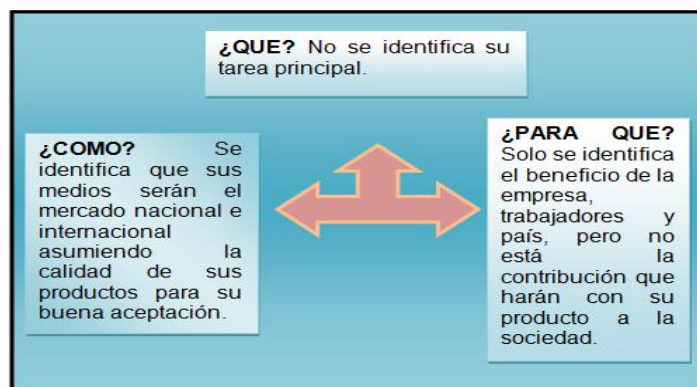 ¿QUE? No se identifica su
tarea principal.
¿COMO? Se
identifica que sus
medios serán el
mercado nacional e
internacional
asumiendo la
calidad de sus
productos para su
buena aceptación.
¿PARA QUE?
Solo se identifica
el beneficio de la
empresa,
trabajadores y
país, pero no
está la
contribución que
harán con su
producto a la
sociedad.